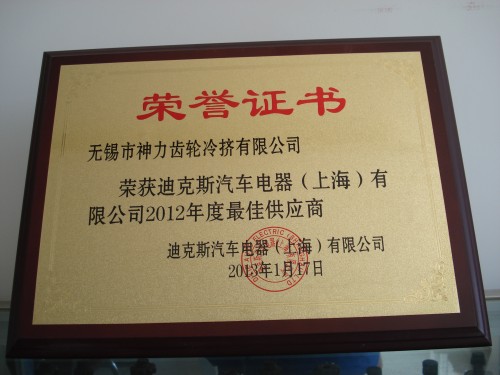 荣誉证书
无锡市神力齿轮冷挤有限公司
荣获迪克斯汽车电器（上海）有
限公司2012年度最佳供应商
迪克斯汽车电器（上海）有限公司
2013年1月17日